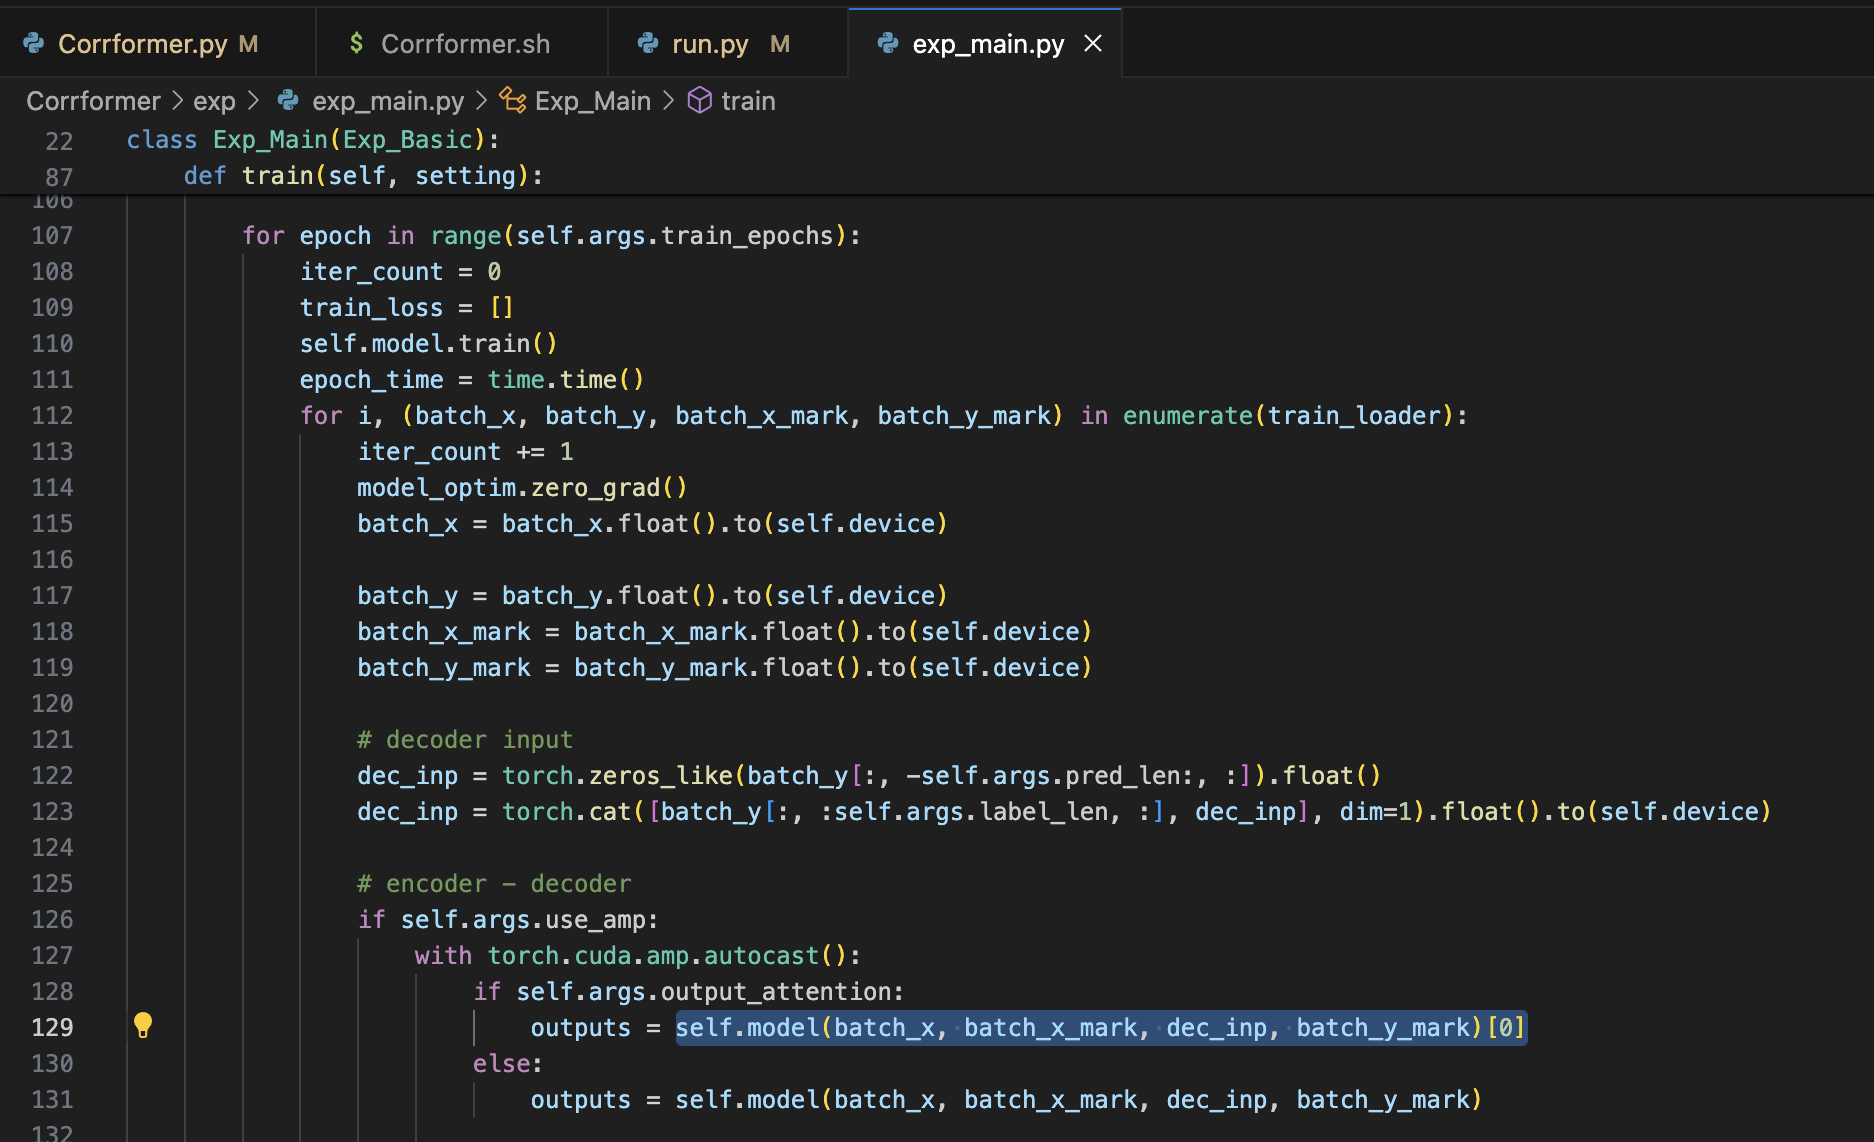 Corrformer.py M
$ Corrformer.sh
run.py M
exp_main.py ×
Corrformer > exp > exp_main.py > Exp_Main > train
22 class Exp_Main(Exp_Basic):
87 def train(self, setting):
106
107 for epoch in range(self.args.train_epochs):
108 iter_count = 0
109 train_loss = []
110 self.model.train()
111 epoch_time = time.time()
112 for i, (batch_x, batch_y, batch_x_mark, batch_y_mark) in enumerate(train_loader):
113 iter_count += 1
114 model_optim.zero_grad()
115 batch_x = batch_x.float().to(self.device)
116
117 batch_y = batch_y.float().to(self.device)
118 batch_x_mark = batch_x_mark.float().to(self.device)
119 batch_y_mark = batch_y_mark.float().to(self.device)
120
121 # decoder input
122 dec_inp = torch.zeros_like(batch_y[:, -self.args.pred_len:, :]).float()
123 dec_inp = torch.cat([batch_y[:, :self.args.label_len, :], dec_inp], dim=1).float().to(self.device)
124
125 # encoder - decoder
126 if self.args.use_amp:
127 with torch.cuda.amp.autocast():
128 if self.args.output_attention:
129 outputs = self.model(batch_x, batch_x_mark, dec_inp, batch_y_mark)[0]
130 else:
131 outputs = self.model(batch_x, batch_x_mark, dec_inp, batch_y_mark)
132